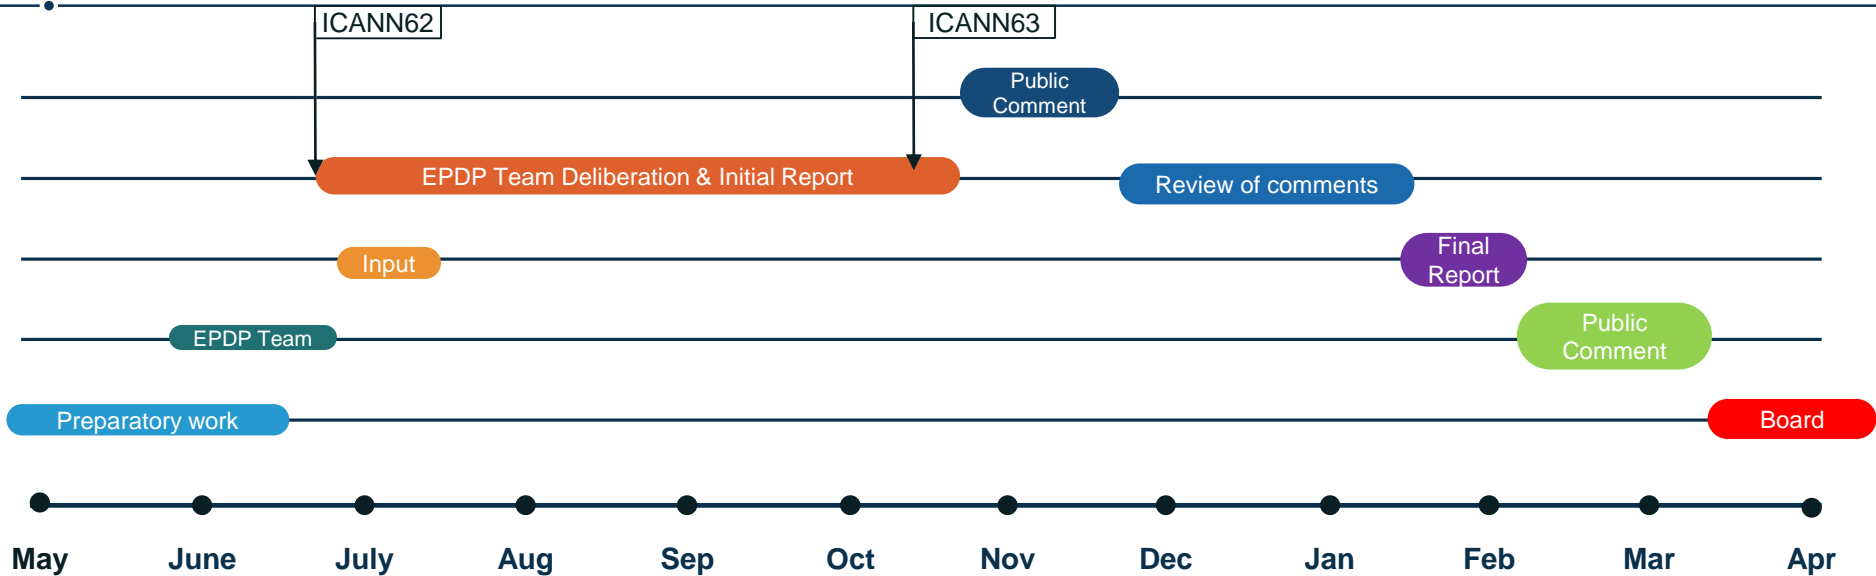 ICANN62
ICANN63
Public
Comment
EPDP Team Deliberation & Initial Report
Review of comments
Input
Final
Report
EPDP Team
Public
Comment
Preparatory work
Board
May
June
July
Aug
Sep
Oct
Nov
Dec
Jan
Feb
Mar
Apr